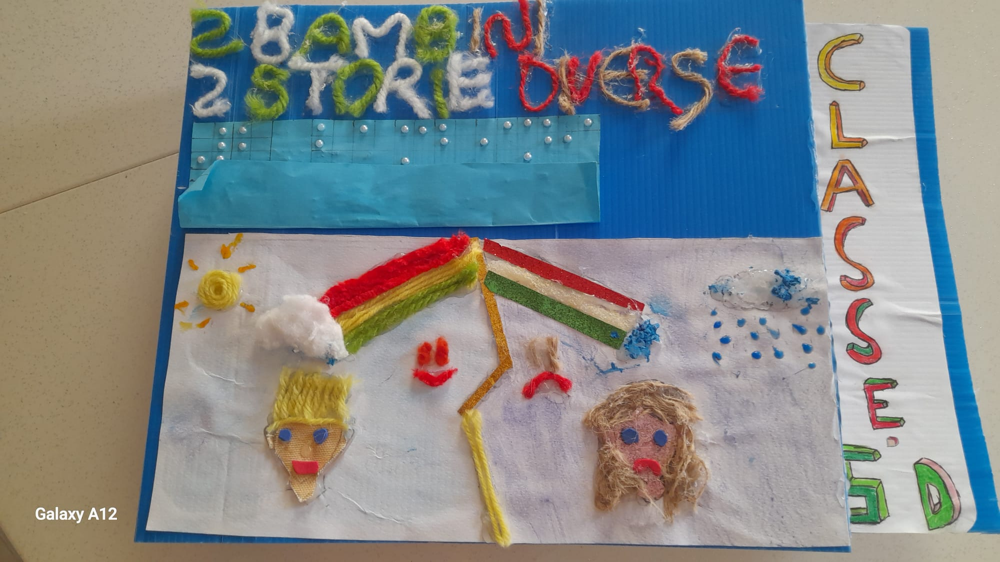 2 BAMBINI
2 STORIE DIVERSE
CLASSE.
5 D
Galaxy A12